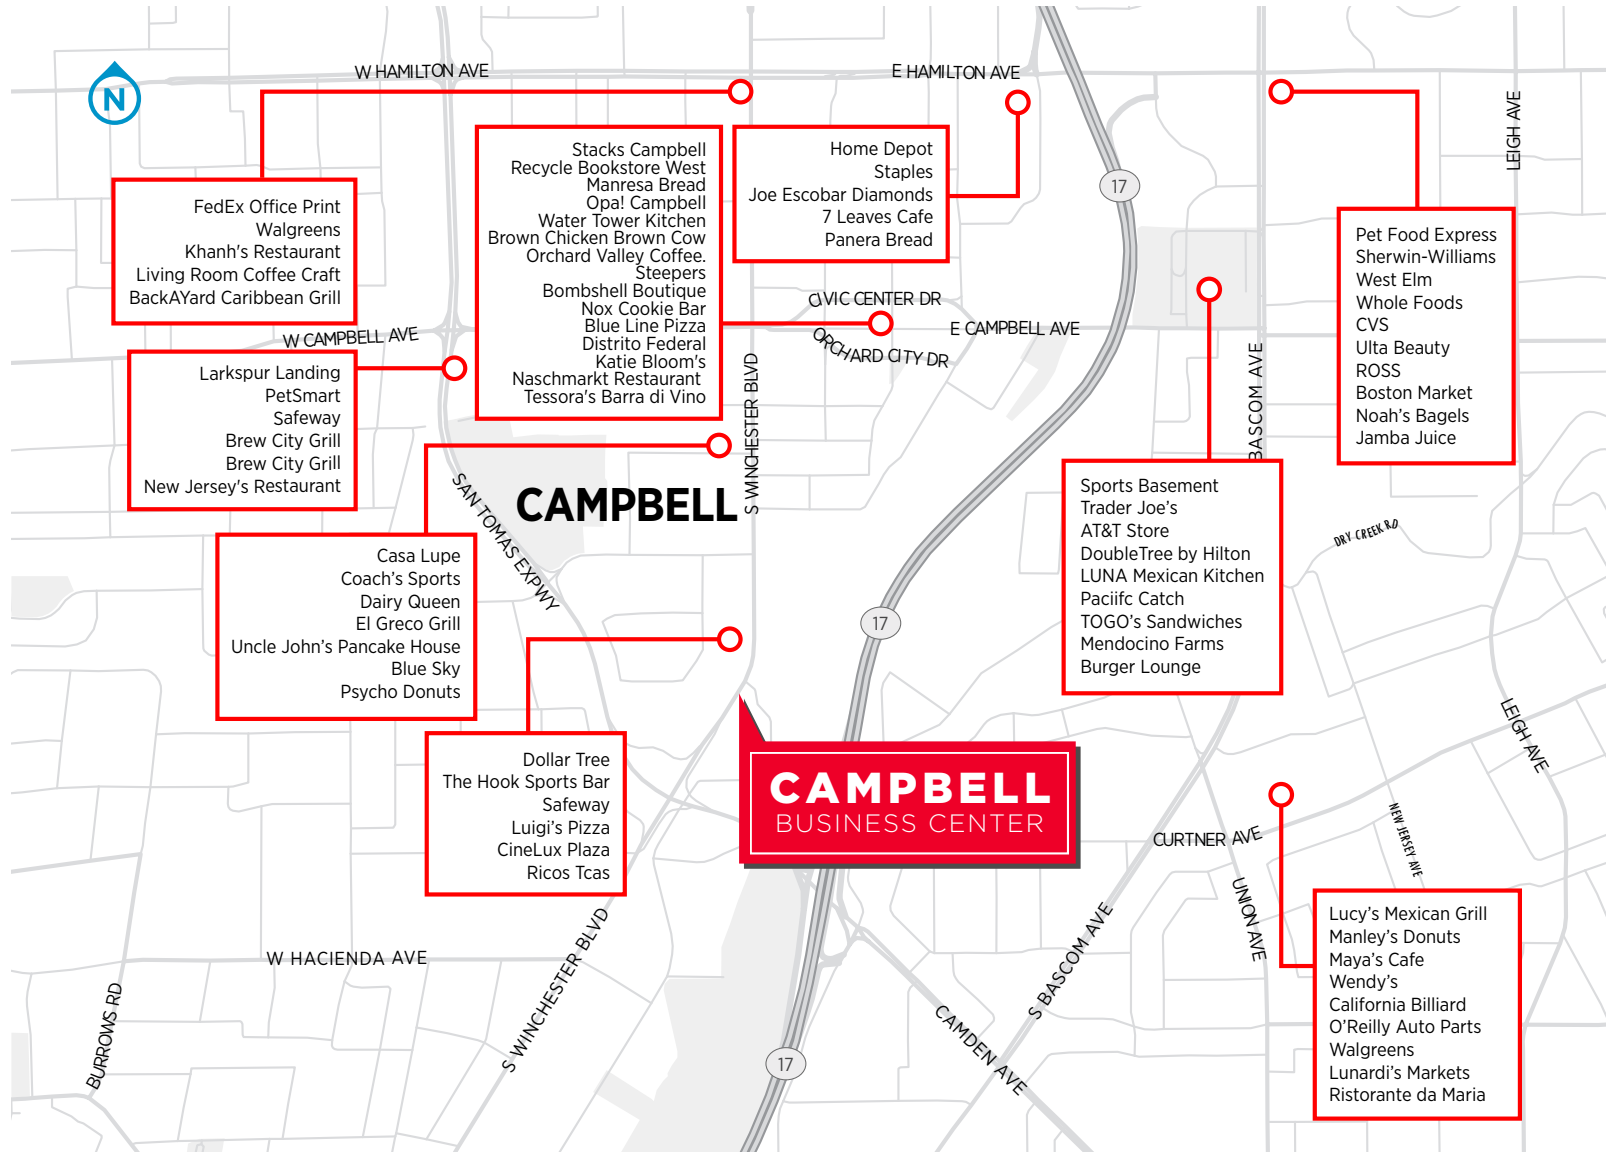 W HAMILTON AVE
E HAMILTON AVE
N
LEIGH AVE
17
FedEx Office Print
Walgreens
Khanh's Restaurant
Living Room Coffee Craft
BackAYard Caribbean Grill
Stacks Campbell
Recycle Bookstore West
Manresa Bread
Opa! Campbell
Water Tower Kitchen
Brown Chicken Brown Cow
Orchard Valley Coffee.
Steepers
Bombshell Boutique
Nox Cookie Bar
Blue Line Pizza
Distrito Federal
Katie Bloom's
Naschmarkt Restaurant
Tessora's Barra di Vino
Home Depot
Staples
Joe Escobar Diamonds
7 Leaves Cafe
Panera Bread
Pet Food Express
Sherwin-Williams
West Elm
Whole Foods
CVS
Ulta Beauty
ROSS
Boston Market
Noah's Bagels
Jamba Juice
CIVIC CENTER DR
E CAMPBELL AVE
ORCHARD CITY DR
W CAMPBELL AVE
S WINCHESTER BLVD
BASCOM AVE
Larkspur Landing
PetSmart
Safeway
Brew City Grill
Brew City Grill
New Jersey's Restaurant
SAN TOMAS EXPWY
CAMPBELL
Sports Basement
Trader Joe's
AT&T Store
DoubleTree by Hilton
LUNA Mexican Kitchen
Paciifc Catch
TOGO's Sandwiches
Mendocino Farms
Burger Lounge
DRY CREEK RD
Casa Lupe
Coach's Sports
Dairy Queen
El Greco Grill
Uncle John's Pancake House
Blue Sky
Psycho Donuts
17
LEIGH AVE
Dollar Tree
The Hook Sports Bar
Safeway
Luigi's Pizza
CineLux Plaza
Ricos Tcas
CAMPBELL
BUSINESS CENTER
CURTNER AVE
NEW JERSEY AVE
UNION AVE
Lucy's Mexican Grill
Manley's Donuts
Maya's Cafe
Wendy's
California Billiard
O'Reilly Auto Parts
Walgreens
Lunardi's Markets
Ristorante da Maria
W HACIENDA AVE
BURROWS RD
S WINCHESTER BLVD
S BASCOM AVE
CAMDEN AVE
17